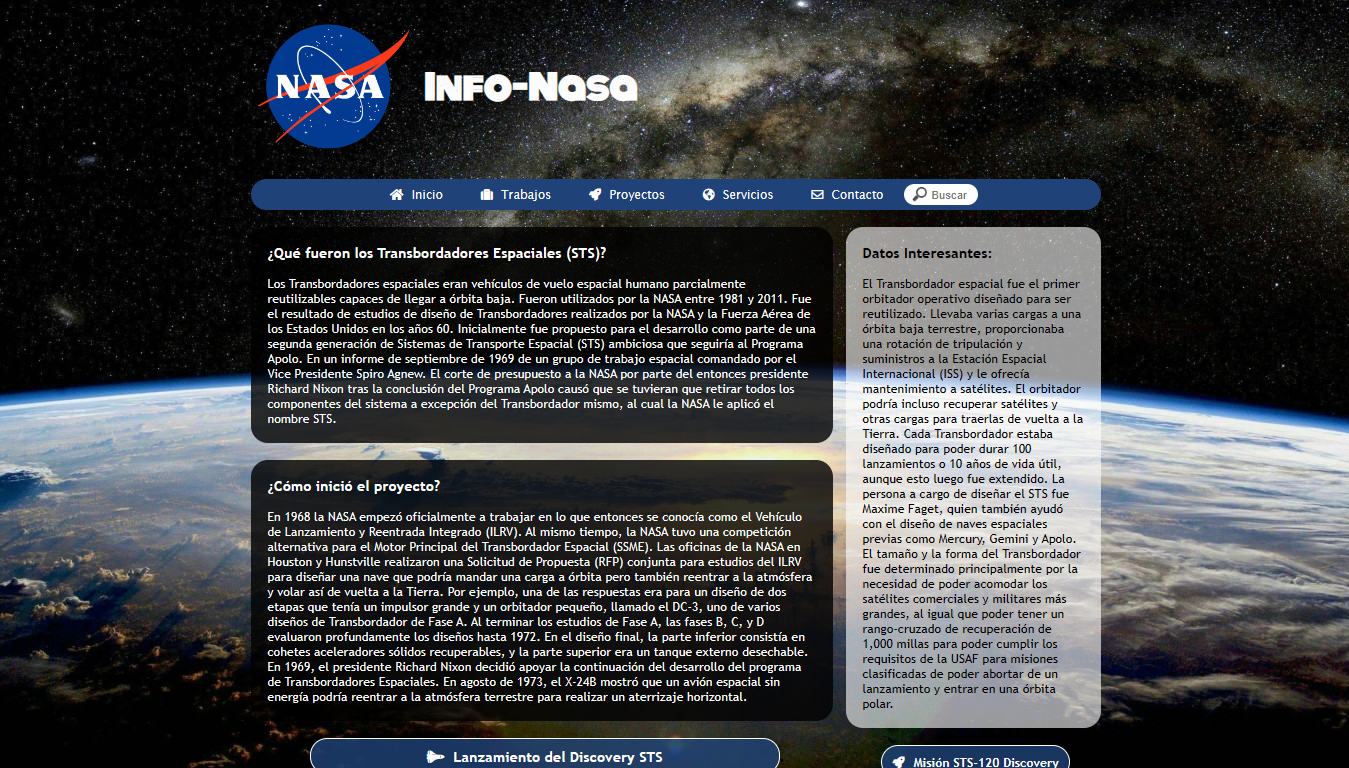 NASA
Info-Nasa
Inicio Trabajos Proyectos Servicios Contacto Buscar
¿Qué fueron los Transbordadores Espaciales (STS)?
Los Transbordadores espaciales eran vehículos de vuelo espacial humano parcialmente
reutilizables capaces de llegar a órbita baja. Fueron utilizados por la NASA entre 1981 y 2011. Fue
el resultado de estudios de diseño de Transbordadores realizados por la NASA y la Fuerza Aérea de
los Estados Unidos en los años 60. Inicialmente fue propuesto para el desarrollo como parte de una
segunda generación de Sistemas de Transporte Espacial (STS) ambiciosa que seguiría al Programa
Apolo. En un informe de septiembre de 1969 de un grupo de trabajo espacial comandado por el
Vice Presidente Spiro Agnew. El corte de presupuesto a la NASA por parte del entonces presidente
Richard Nixon tras la conclusión del Programa Apolo causó que se tuvieran que retirar todos los
componentes del sistema a excepción del Transbordador mismo, al cual la NASA le aplicó el
nombre STS.
¿Cómo inició el proyecto?
En 1968 la NASA empezó oficialmente a trabajar en lo que entonces se conocía como el Vehículo
de Lanzamiento y Reentrada Integrado (ILRV). Al mismo tiempo, la NASA tuvo una competición
alternativa para el Motor Principal del Transbordador Espacial (SSME). Las oficinas de la NASA en
Houston y Hunstville realizaron una Solicitud de Propuesta (RFP) conjunta para estudios del ILRV
para diseñar una nave que podría mandar una carga a órbita pero también reentrar a la atmósfera
y volar así de vuelta a la Tierra. Por ejemplo, una de las respuestas era para un diseño de dos
etapas que tenía un impulsor grande y un orbitador pequeño, llamado el DC-3, uno de varios
diseños de Transbordador de Fase A. Al terminar los estudios de Fase A, las fases B, C, y D
evaluaron profundamente los diseños hasta 1972. En el diseño final, la parte inferior consistía en
cohetes aceleradores sólidos recuperables, y la parte superior era un tanque externo desechable.
En 1969, el presidente Richard Nixon decidió apoyar la continuación del desarrollo del programa
de Transbordadores Espaciales. En agosto de 1973, el X-24B mostró que un avión espacial sin
energía podría reentrar a la atmósfera terrestre para realizar un aterrizaje horizontal.
Lanzamiento del Discovery STS
Datos Interesantes:
El Transbordador espacial fue el primer
orbitador operativo diseñado para ser
reutilizado. Llevaba varias cargas a una
órbita baja terrestre, proporcionaba
una rotación de tripulación y
suministros a la Estación Espacial
Internacional (ISS) y le ofrecía
mantenimiento a satélites. El orbitador
podría incluso recuperar satélites y
otras cargas para traerlas de vuelta a la
Tierra. Cada Transbordador estaba
diseñado para poder durar 100
lanzamientos o 10 años de vida útil,
aunque esto luego fue extendido. La
persona a cargo de diseñar el STS fue
Maxime Faget, quien también ayudó
con el diseño de naves espaciales
previas como Mercury, Gemini y Apolo.
El tamaño y la forma del Transbordador
fue determinado principalmente por la
necesidad de poder acomodar los
satélites comerciales y militares más
grandes, al igual que poder tener un
rango-cruzado de recuperación de
1,000 millas para poder cumplir los
requisitos de la USAF para misiones
clasificadas de poder abortar de un
lanzamiento y entrar en una órbita
polar.
Misión STS-120 Discovery